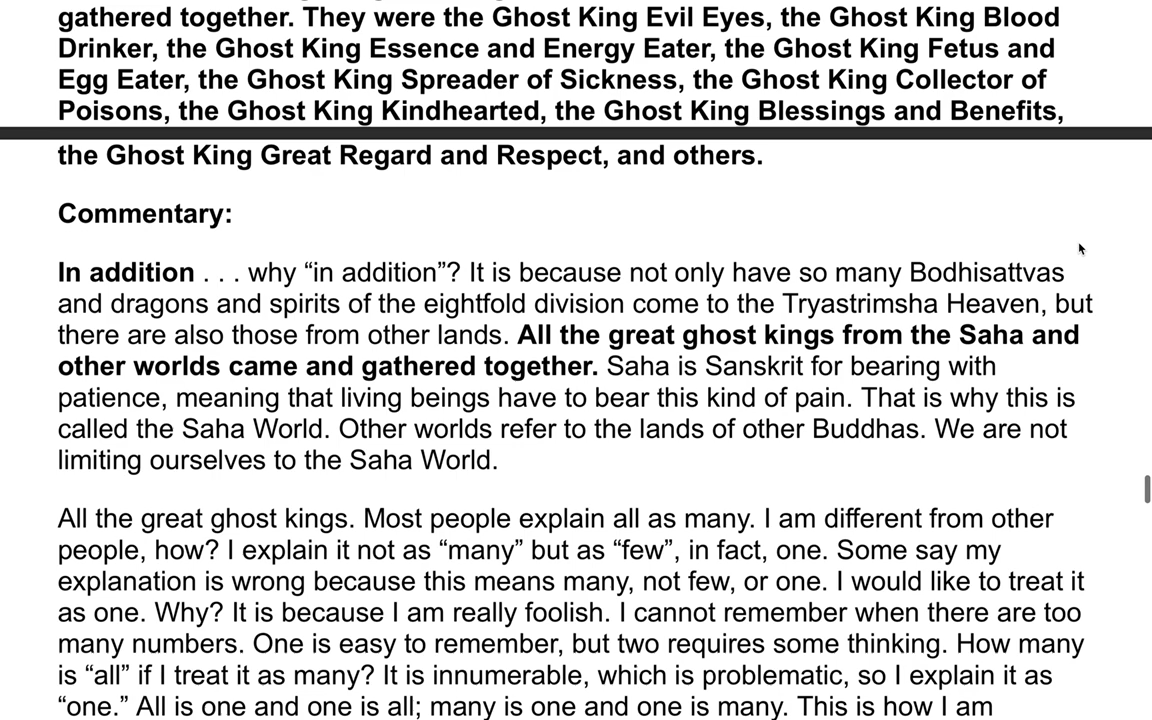 gathered together. They were the Ghost King Evil Eyes, the Ghost King Blood
Drinker, the Ghost King Essence and Energy Eater, the Ghost King Fetus and
Egg Eater, the Ghost King Spreader of Sickness, the Ghost King Collector of
Poisons, the Ghost King Kindhearted, the Ghost King Blessings and Benefits,
the Ghost King Great Regard and Respect, and others.
Commentary:
In addition . . . why “in addition”? It is because not only have so many Bodhisattvas
and dragons and spirits of the eightfold division come to the Tryastrimsha Heaven, but
there are also those from other lands. All the great ghost kings from the Saha and
other worlds came and gathered together. Saha is Sanskrit for bearing with
patience, meaning that living beings have to bear this kind of pain. That is why this is
called the Saha World. Other worlds refer to the lands of other Buddhas. We are not
limiting ourselves to the Saha World.
All the great ghost kings. Most people explain all as many. I am different from other
people, how? I explain it not as “many” but as “few”, in fact, one. Some say my
explanation is wrong because this means many, not few, or one. I would like to treat it
as one. Why? It is because I am really foolish. I cannot remember when there are too
many numbers. One is easy to remember, but two requires some thinking. How many
is “all” if I treat it as many? It is innumerable, which is problematic, so I explain it as
“one.” All is one and one is all; many is one and one is many. This is how I am